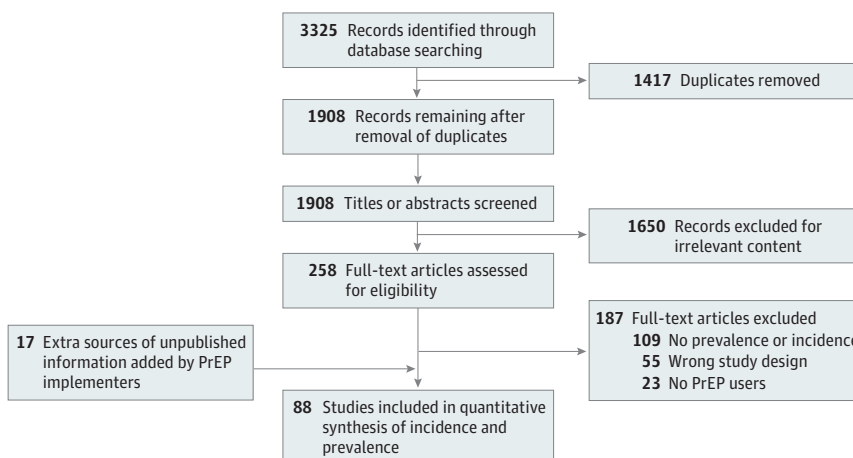 3325 Records identified through
database searching
1417 Duplicates removed
1908 Records remaining after
removal of duplicates
1908 Titles or abstracts screened
1650 Records excluded for
irrelevant content
258 Full-text articles assessed
for eligibility
17 Extra sources of unpublished
information added by PrEP
implementers
187 Full-text articles excluded
109 No prevalence or incidence
55 Wrong study design
23 No PrEP users
88 Studies included in quantitative
synthesis of incidence and
prevalence